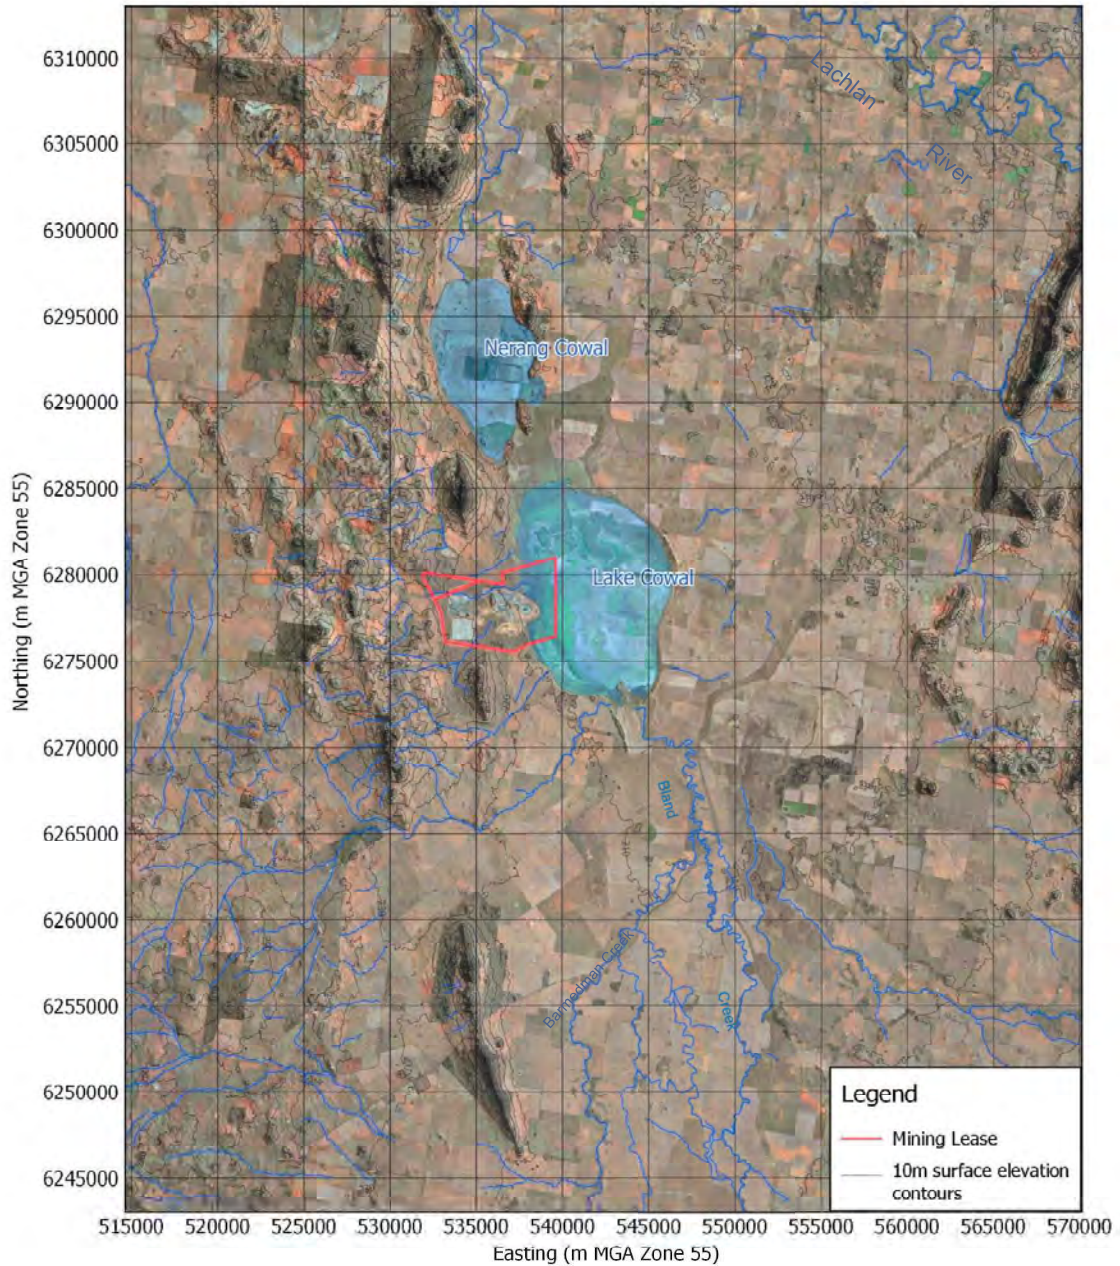 6310000
6305000
6300000
6295000
6290000
6285000
6280000
6275000
6270000
6265000
6260000
6255000
6250000
6245000
Northing (m MGA Zone 55)
Lachlan
River
Nerang Cowal
Lake Cowal
Bland
Barmedman Creek
Creek
Legend
Mining Lease
10m surface elevation
contours
515000 520000 525000 530000 535000 540000 545000 550000 555000 560000 565000 570000
Easting (m MGA Zone 55)